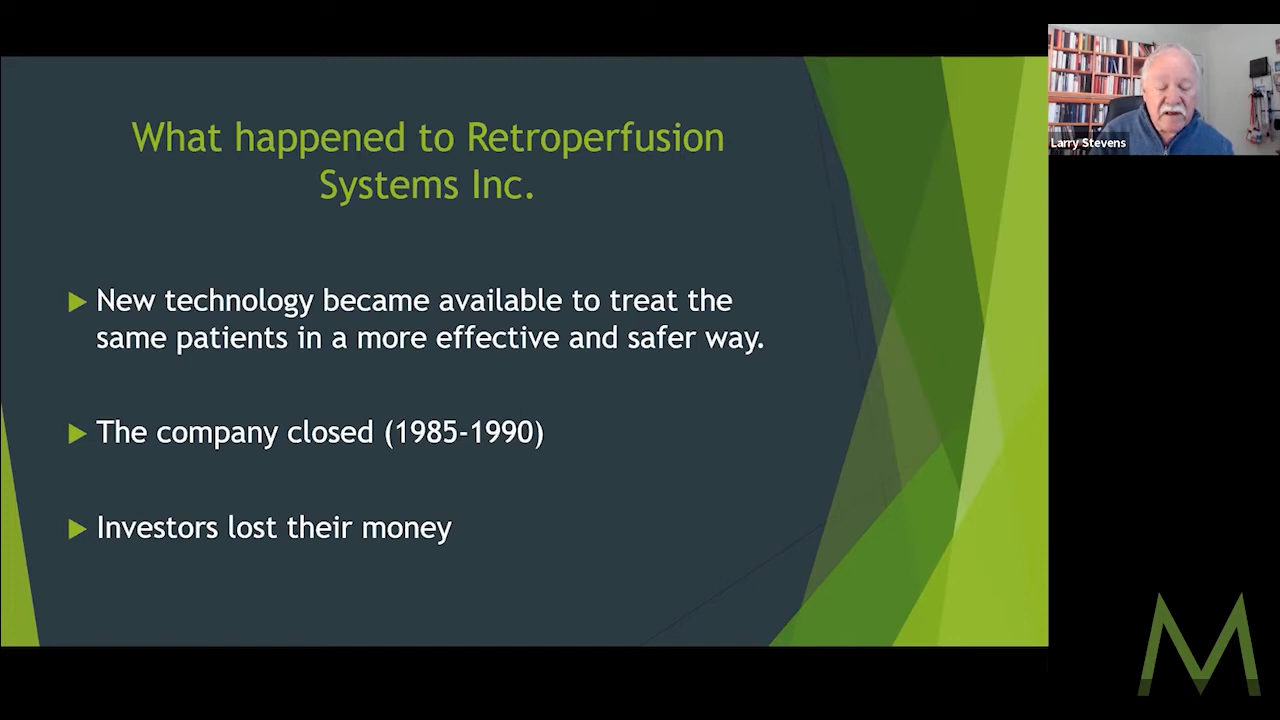 What happened to Retroperfusion
Systems Inc.
New technology became available to treat the
same patients in a more effective and safer way.
The company closed (1985-1990)
Investors lost their money
Larry Stevens
M